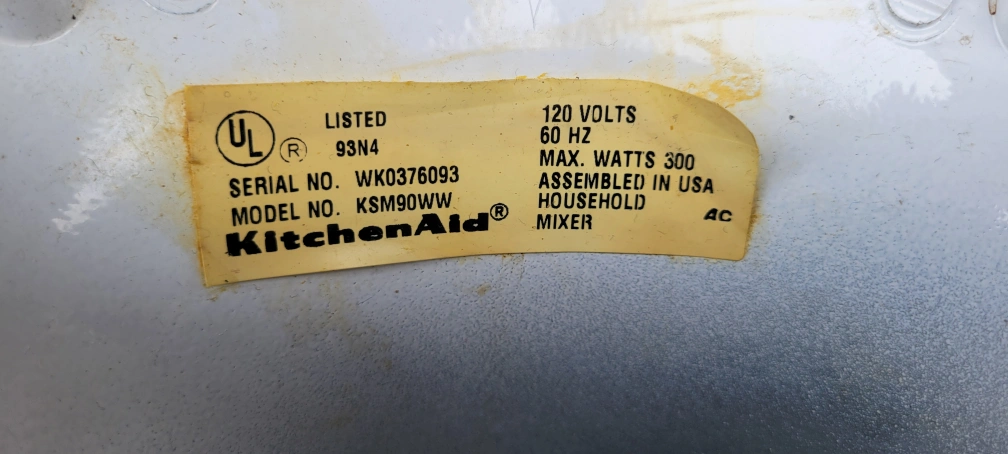 UL ® LISTED
93N4
SERIAL NO. WK0376093
MODEL NO. KSM90WW
KitchenAid®
120 VOLTS
60 HZ
MAX. WATTS 300
ASSEMBLED IN USA
HOUSEHOLD AC
MIXER